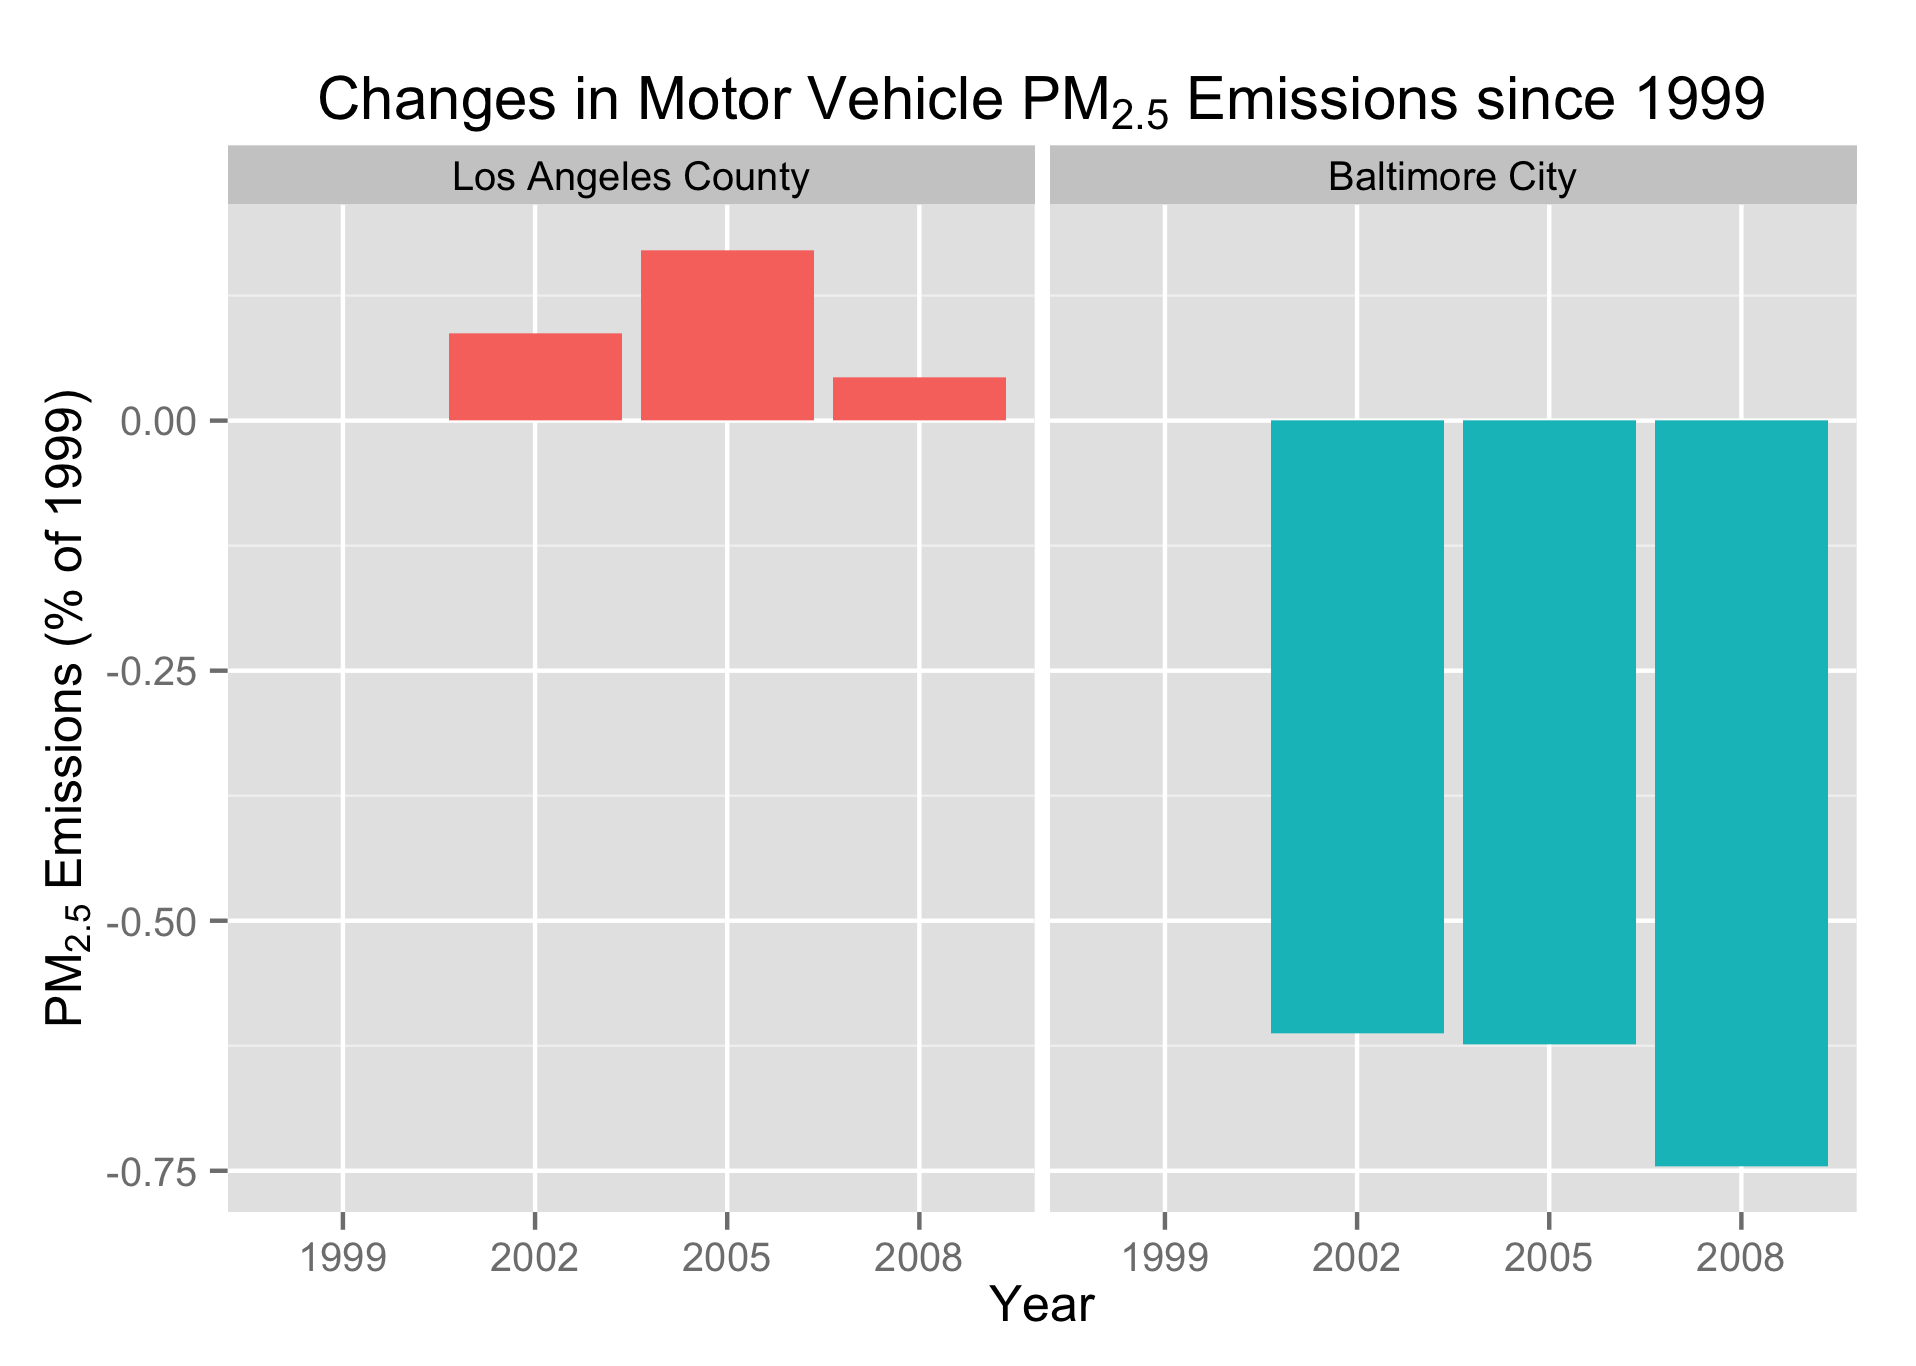 Changes in Motor Vehicle PM2.5 Emissions since 1999
Los Angeles County
Baltimore City
PM2.5 Emissions (% of 1999)
0.00
-0.25
-0.50
-0.75
1999 2002 2005 2008
1999 2002 2005 2008
Year